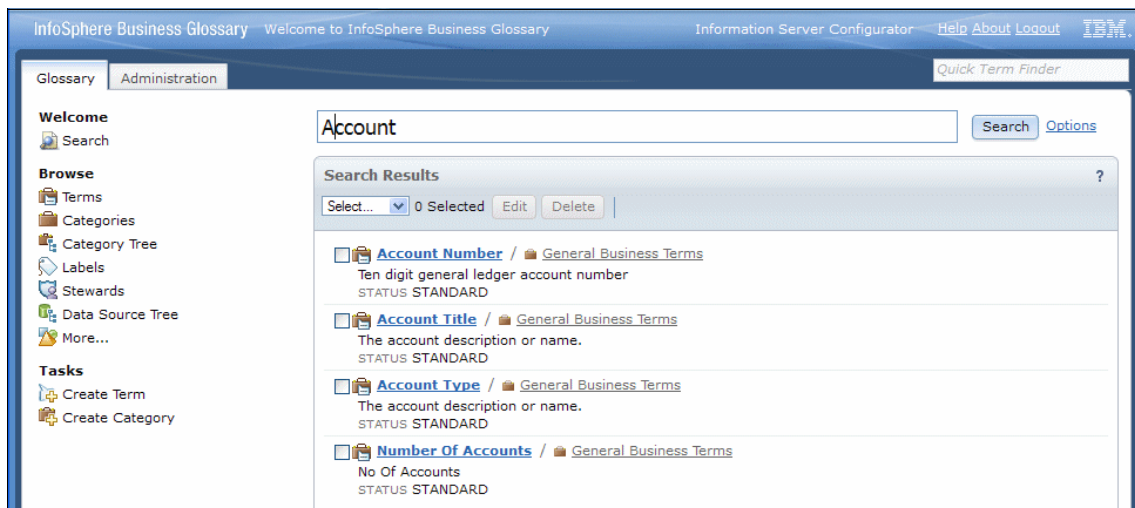 InfoSphere Business Glossary Welcome to InfoSphere Business Glossary Information Server Configurator Help About Logout IBM.
Glossary Administration Quick Term Finder
Welcome
Search
Browse
Terms
Categories
Category Tree
Labels
Stewards
Data Source Tree
More...
Tasks
Create Term
Create Category
Account Search Options
Search Results ?
Select... 0 Selected Edit Delete
Account Number / General Business Terms
Ten digit general ledger account number
STATUS STANDARD
Account Title / General Business Terms
The account description or name.
STATUS STANDARD
Account Type / General Business Terms
The account description or name.
STATUS STANDARD
Number Of Accounts / General Business Terms
No Of Accounts
STATUS STANDARD